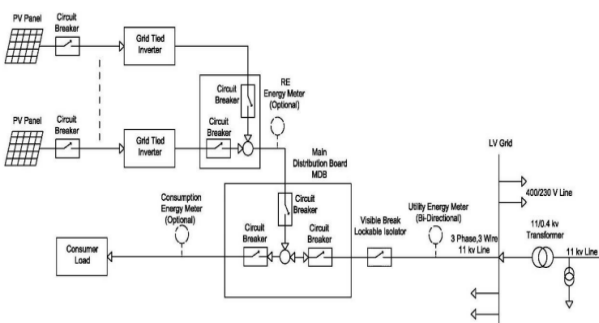 PV Panel
Circuit
Breaker
Grid Tied
Inverter
Circuit
Breaker
RE
Energy Meter
(Optional)
PV Panel
Circuit
Breaker
Grid Tied
Inverter
Circuit
Breaker
Main
Distribution Board
MDB
LV Grid
400/230 V Line
Consumption
Energy Meter
(Optional)
Circuit
Breaker
Utility Energy Meter
(Bi-Directional)
Consumer
Load
Circuit
Breaker
Circuit
Breaker
Visible Break
Lockable Isolator
3 Phase,3 Wire
11 kv Line
11/0.4 kv
Transformer
11 kv Line